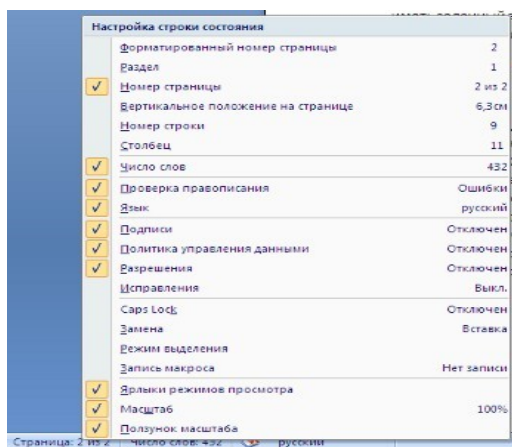 Настройка строки состояния
Форматированный номер страницы 2
Раздел 1
Номер страницы 2 из 2
Вертикальное положение на странице 6,3см
Номер строки 9
Столбец 11
Число слов 432
Проверка правописания Ошибки
Язык русский
Подписи Отключен
Политика управления данными Отключен
Разрешения Отключен
Исправления Выкл.
Caps Lock Отключен
Замена Вставка
Режим выделения
Запись макроса Нет записи
Ярлыки режимов просмотра
Масштаб 100%
Ползунок масштаба
Страница: 2 из 2 Число слов: 432 русский